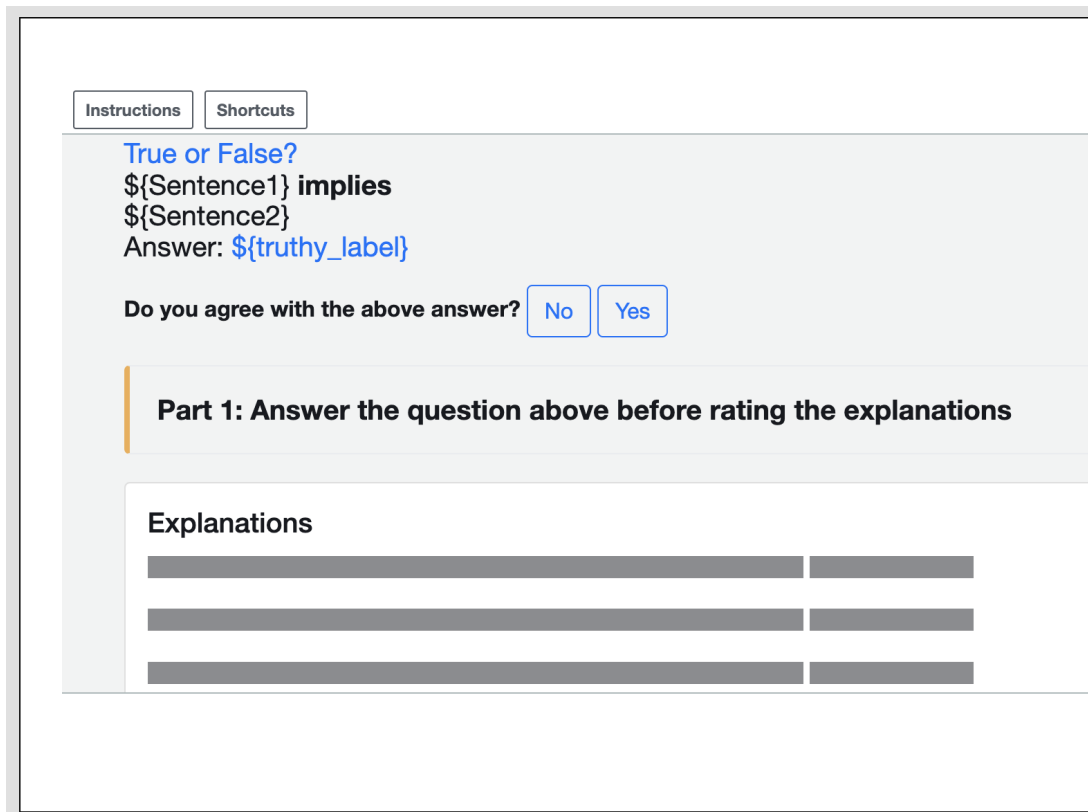 Instructions Shortcuts
True or False?
${Sentence1} implies
${Sentence2}
Answer: ${truthy_label}
Do you agree with the above answer? No Yes
Part 1: Answer the question above before rating the explanations
Explanations